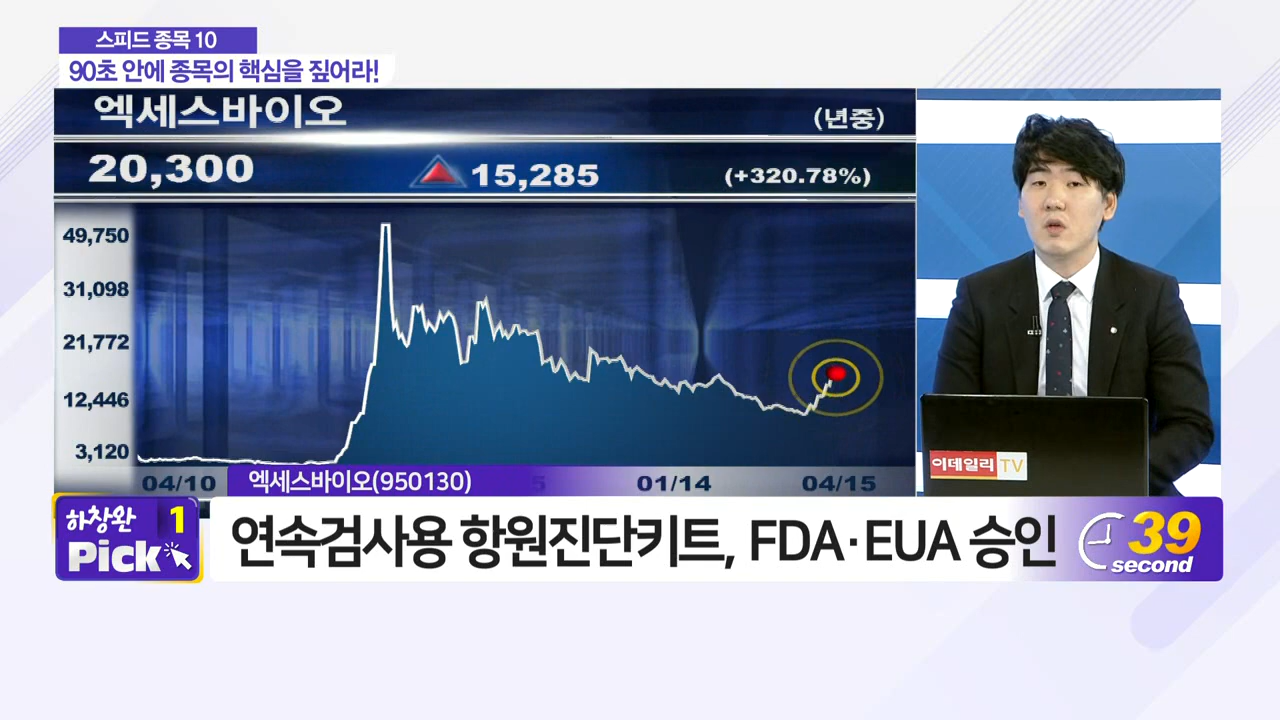 스피드 종목 10
90초 안에 종목의 핵심을 짚어라!
엑세스바이오
(년중)
20,300
15,285
(+320.78%)
49,750
31,098
21,772
12,446
3,120
04/10
01/14
04/15
엑세스바이오(950130)
이데일리 TV
하창완 1
Pick
연속검사용 항원진단키트, FDA·EUA 승인
39
second